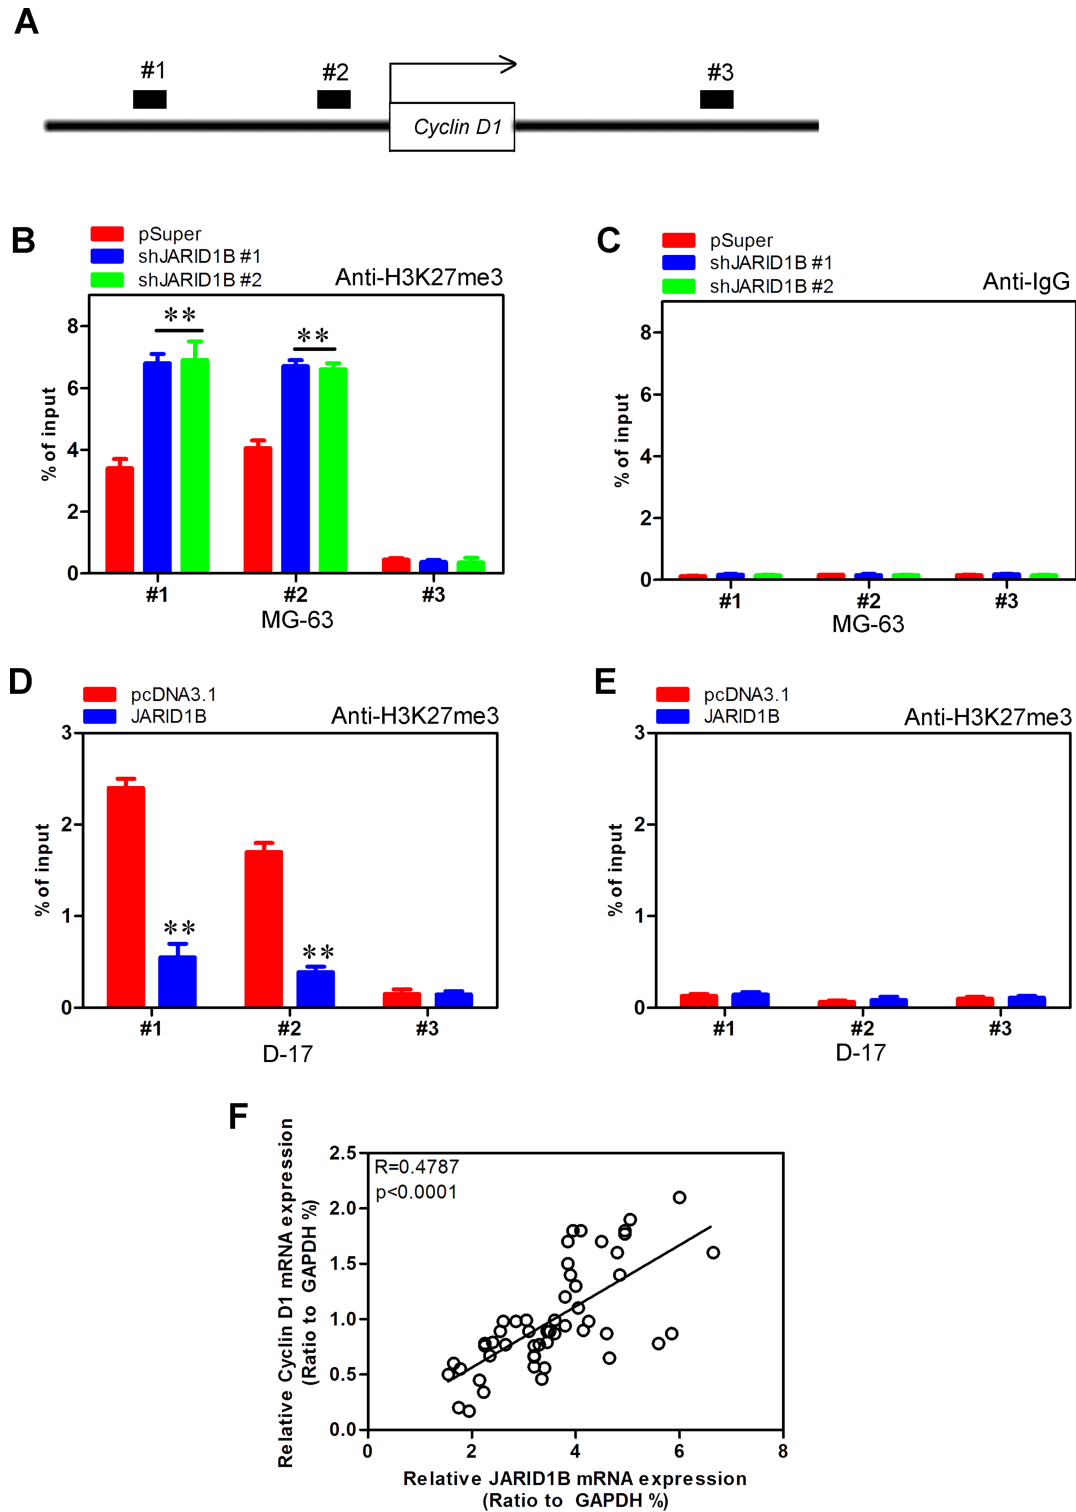 A
#1
#2
#3
Cyclin D1
B
pSuper
shJARID1B #1
shJARID1B #2
Anti-H3K27me3
% of input
8
6
4
2
0
**
**
#1
#2
#3
MG-63
C
pSuper
shJARID1B #1
shJARID1B #2
Anti-IgG
% of input
8
6
4
2
0
#1
#2
#3
MG-63
D
pcDNA3.1
JARID1B
Anti-H3K27me3
% of input
3
2
1
0
**
**
#1
#2
#3
D-17
E
pcDNA3.1
JARID1B
Anti-H3K27me3
% of input
3
2
1
0
#1
#2
#3
D-17
F
Relative Cyclin D1 mRNA expression
(Ratio to GAPDH %)
2.5
2.0
1.5
1.0
0.5
0.0
R=0.4787
p<0.0001
0
2
4
6
8
Relative JARID1B mRNA expression
(Ratio to GAPDH %)